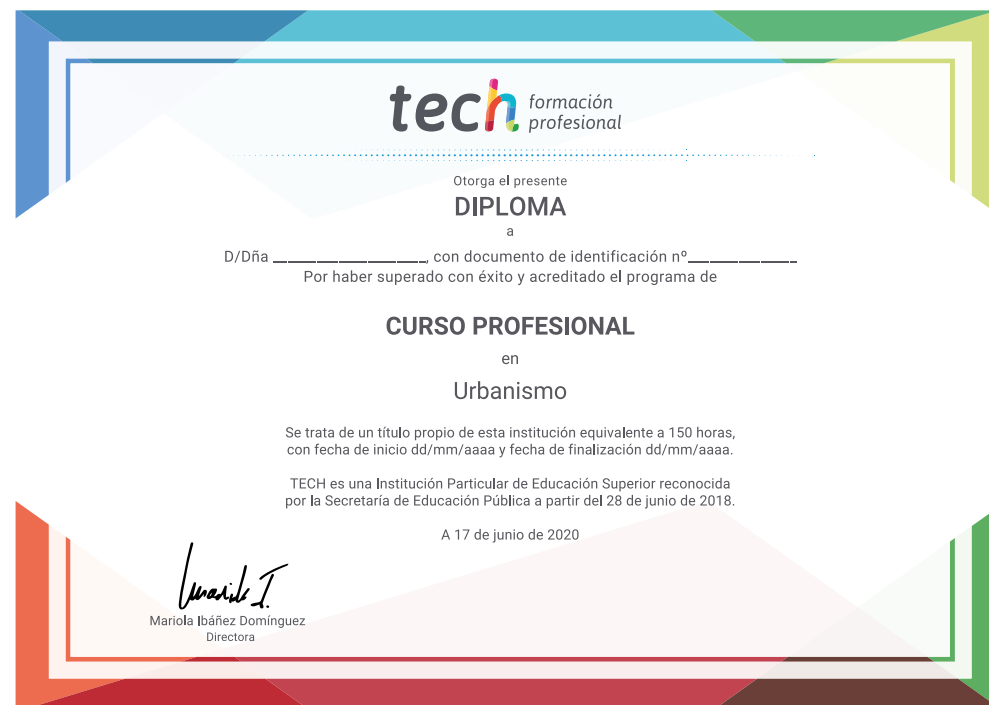 tech formación
profesional
Otorga el presente
DIPLOMA
a
D/Dña ______________, con documento de identificación nº__________
Por haber superado con éxito y acreditado el programa de
CURSO PROFESIONAL
en
Urbanismo
Se trata de un título propio de esta institución equivalente a 150 horas,
con fecha de inicio dd/mm/aaaa y fecha de finalización dd/mm/aaaa.
TECH es una Institución Particular de Educación Superior reconocida
por la Secretaría de Educación Pública a partir del 28 de junio de 2018.
A 17 de junio de 2020
Mariola Ibáñez Domínguez
Directora